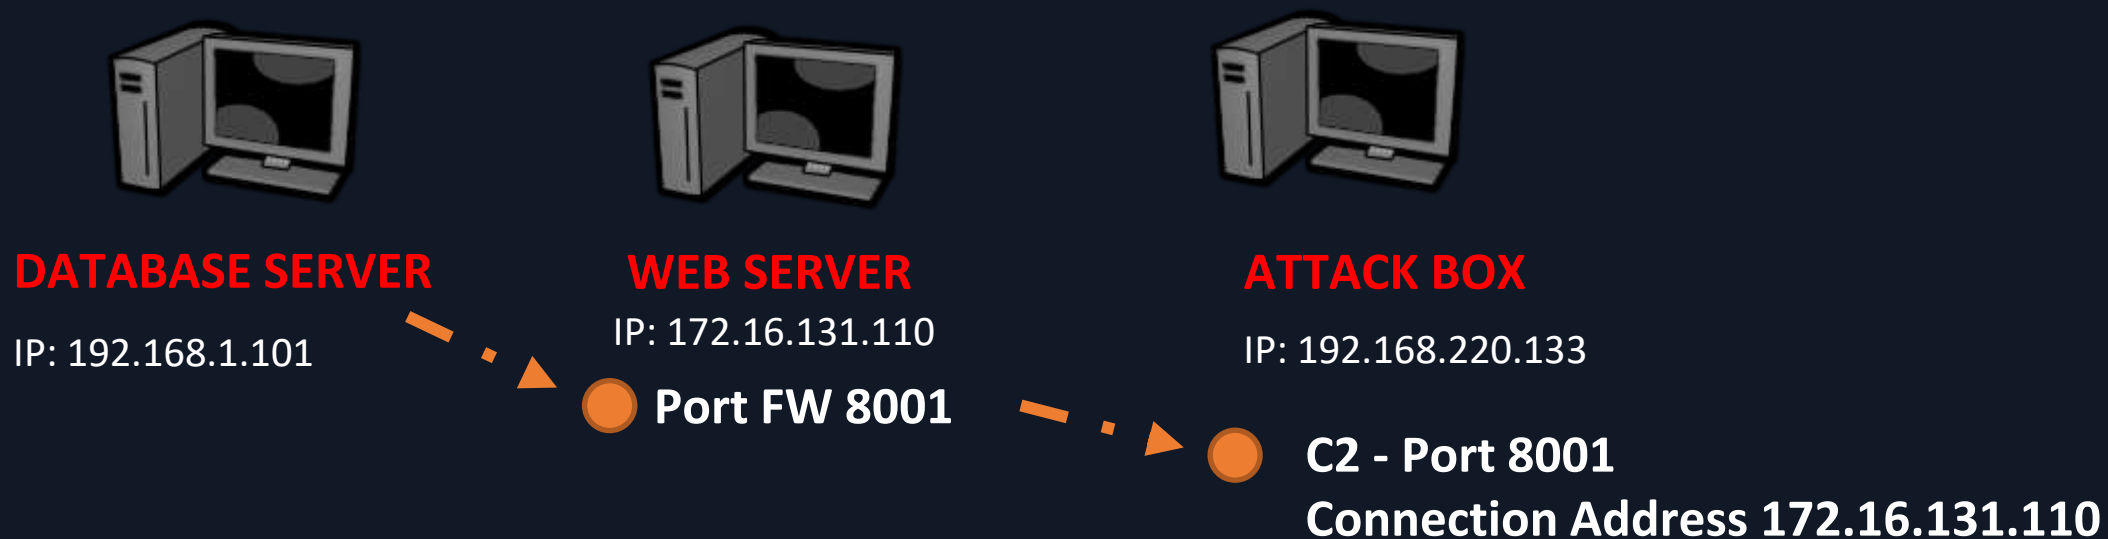 DATABASE SERVER
IP: 192.168.1.101
WEB SERVER
IP: 172.16.131.110
Port FW 8001
ATTACK BOX
IP: 192.168.220.133
C2 - Port 8001
Connection Address 172.16.131.110